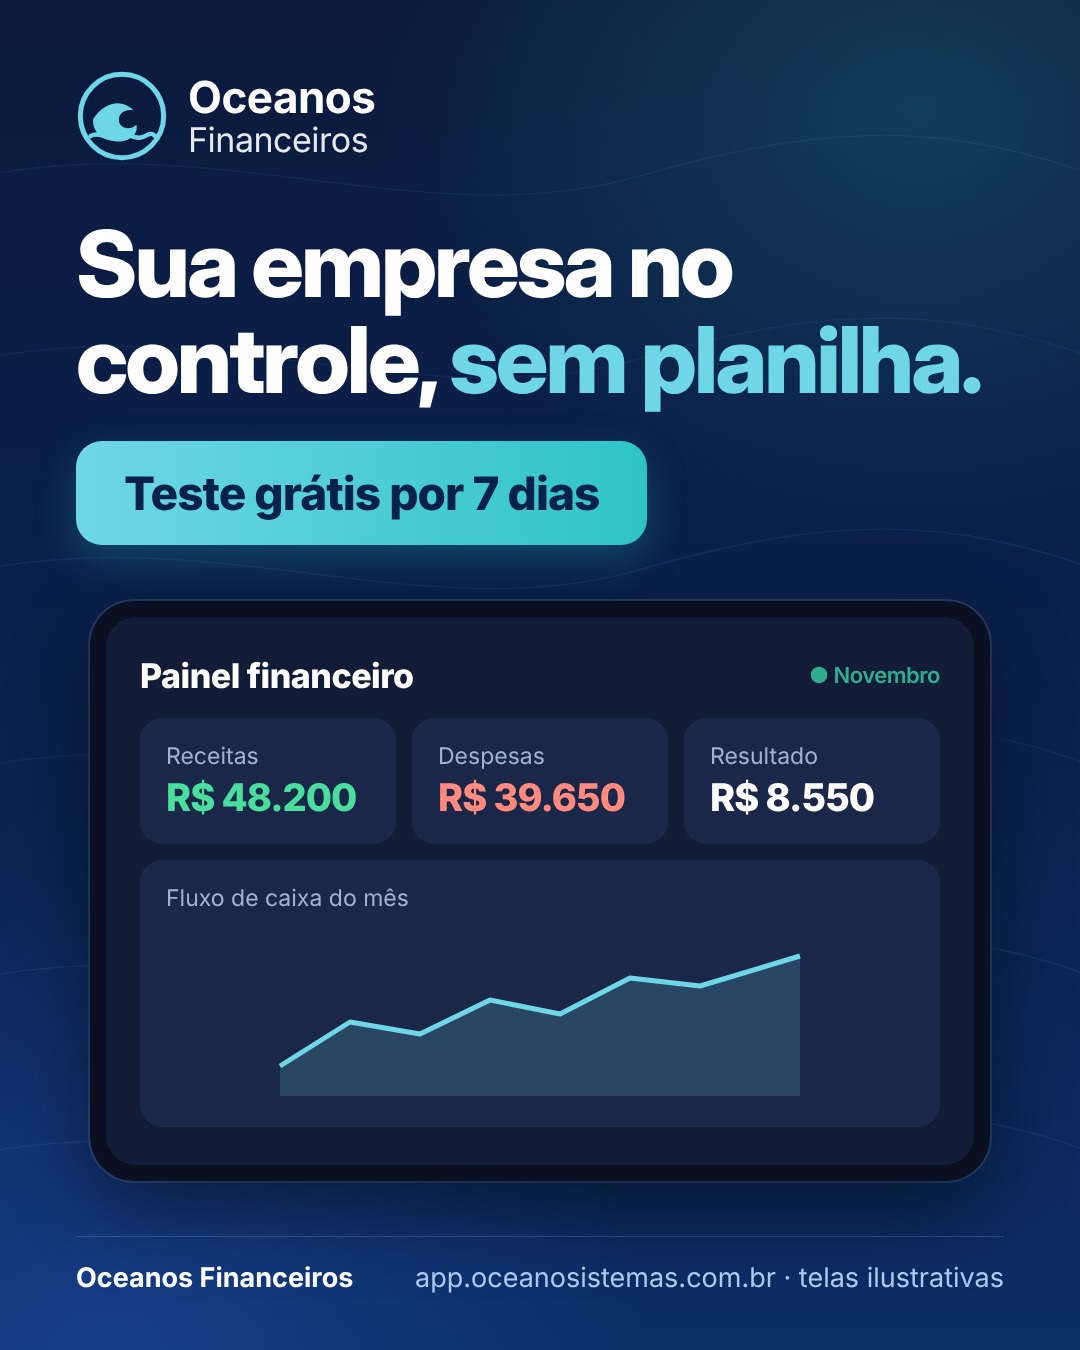 Oceanos
Financeiros
Sua empresa no
controle, sem planilha.
Teste grátis por 7 dias
Painel financeiro
Novembro
Receitas
R$ 48.200
Despesas
R$ 39.650
Resultado
R$ 8.550
Fluxo de caixa do mês
Oceanos Financeiros
app.oceanosistemas.com.br · telas ilustrativas